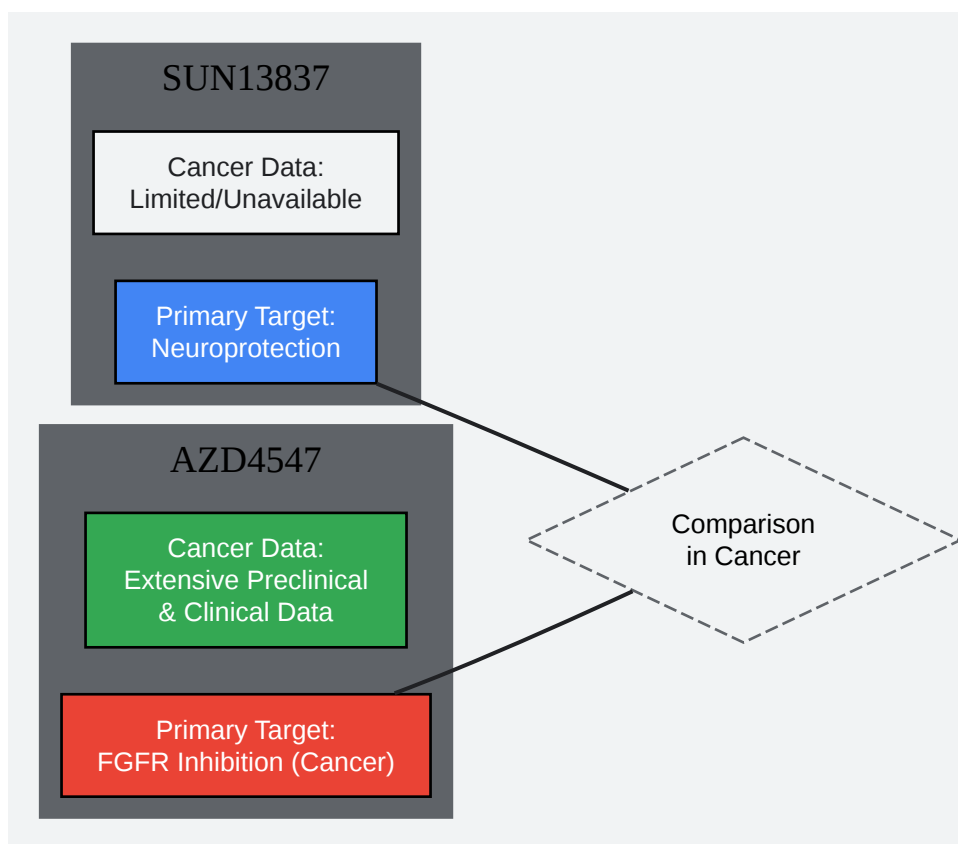 SUN13837
Cancer Data:
Limited/Unavailable
Primary Target:
Neuroprotection
AZD4547
Cancer Data:
Extensive Preclinical
& Clinical Data
Primary Target:
FGFR Inhibition (Cancer)
Comparison
in Cancer